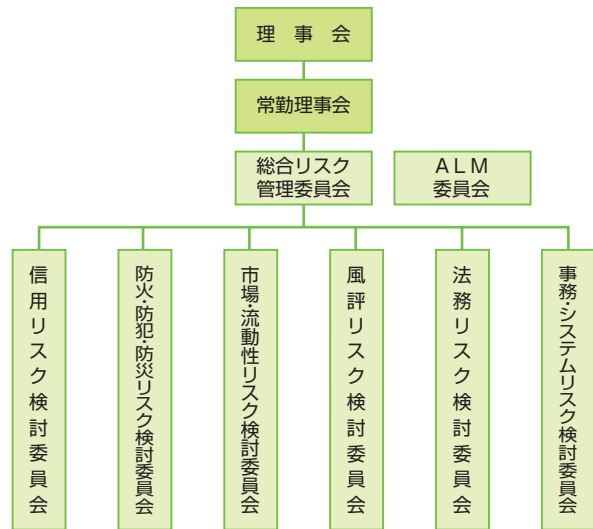 理事会
常勤理事会
総合リスク
管理委員会
ALM
委員会
信用リスク検討委員会
防火・防犯・防災リスク検討委員会
市場・流動性リスク検討委員会
風評リスク検討委員会
法務リスク検討委員会
事務・システムリスク検討委員会